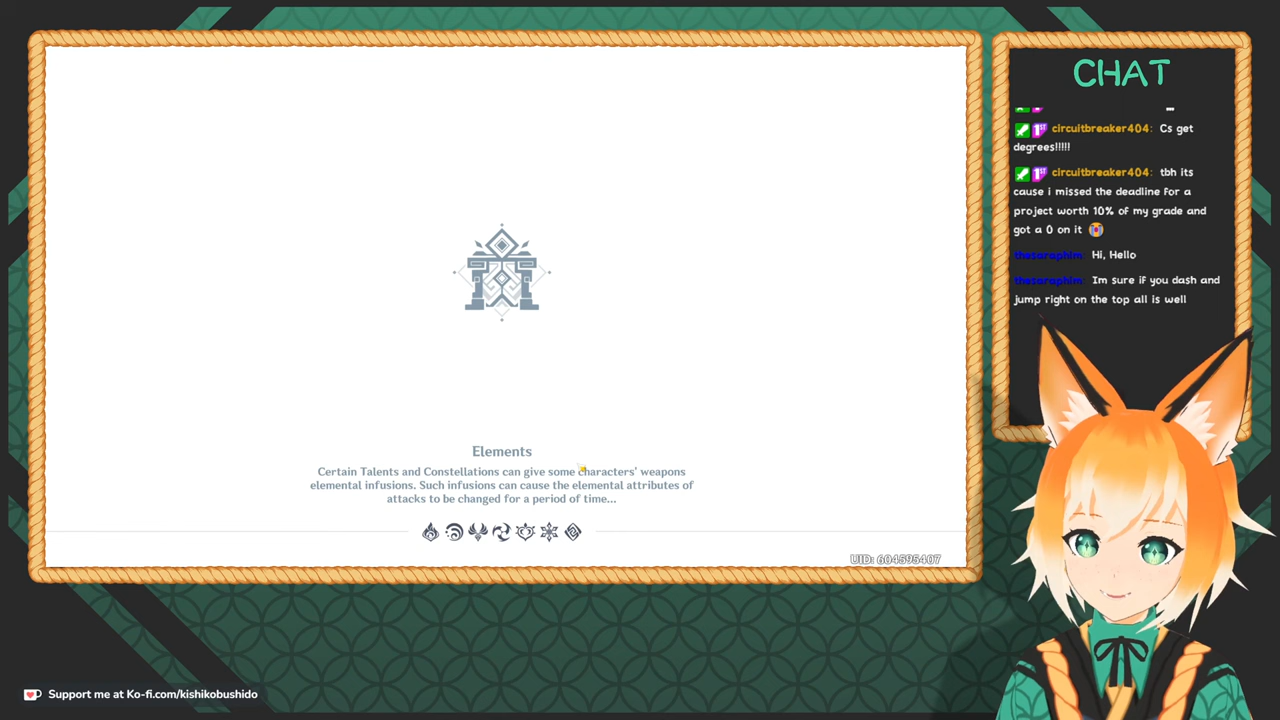 CHAT
circuitbreaker404: Cs get
degrees!!!!!
circuitbreaker404: tbh its
cause i missed the deadline for a
project worth 10% of my grade and
got a 0 on it 😭
thesaraphim: Hi, Hello
thesaraphim: Im sure if you dash and
jump right on the top all is well
Elements
Certain Talents and Constellations can give some characters' weapons
elemental infusions. Such infusions can cause the elemental attributes of
attacks to be changed for a period of time...
UID: 604595407
Support me at Ko-fi.com/kishikobushido